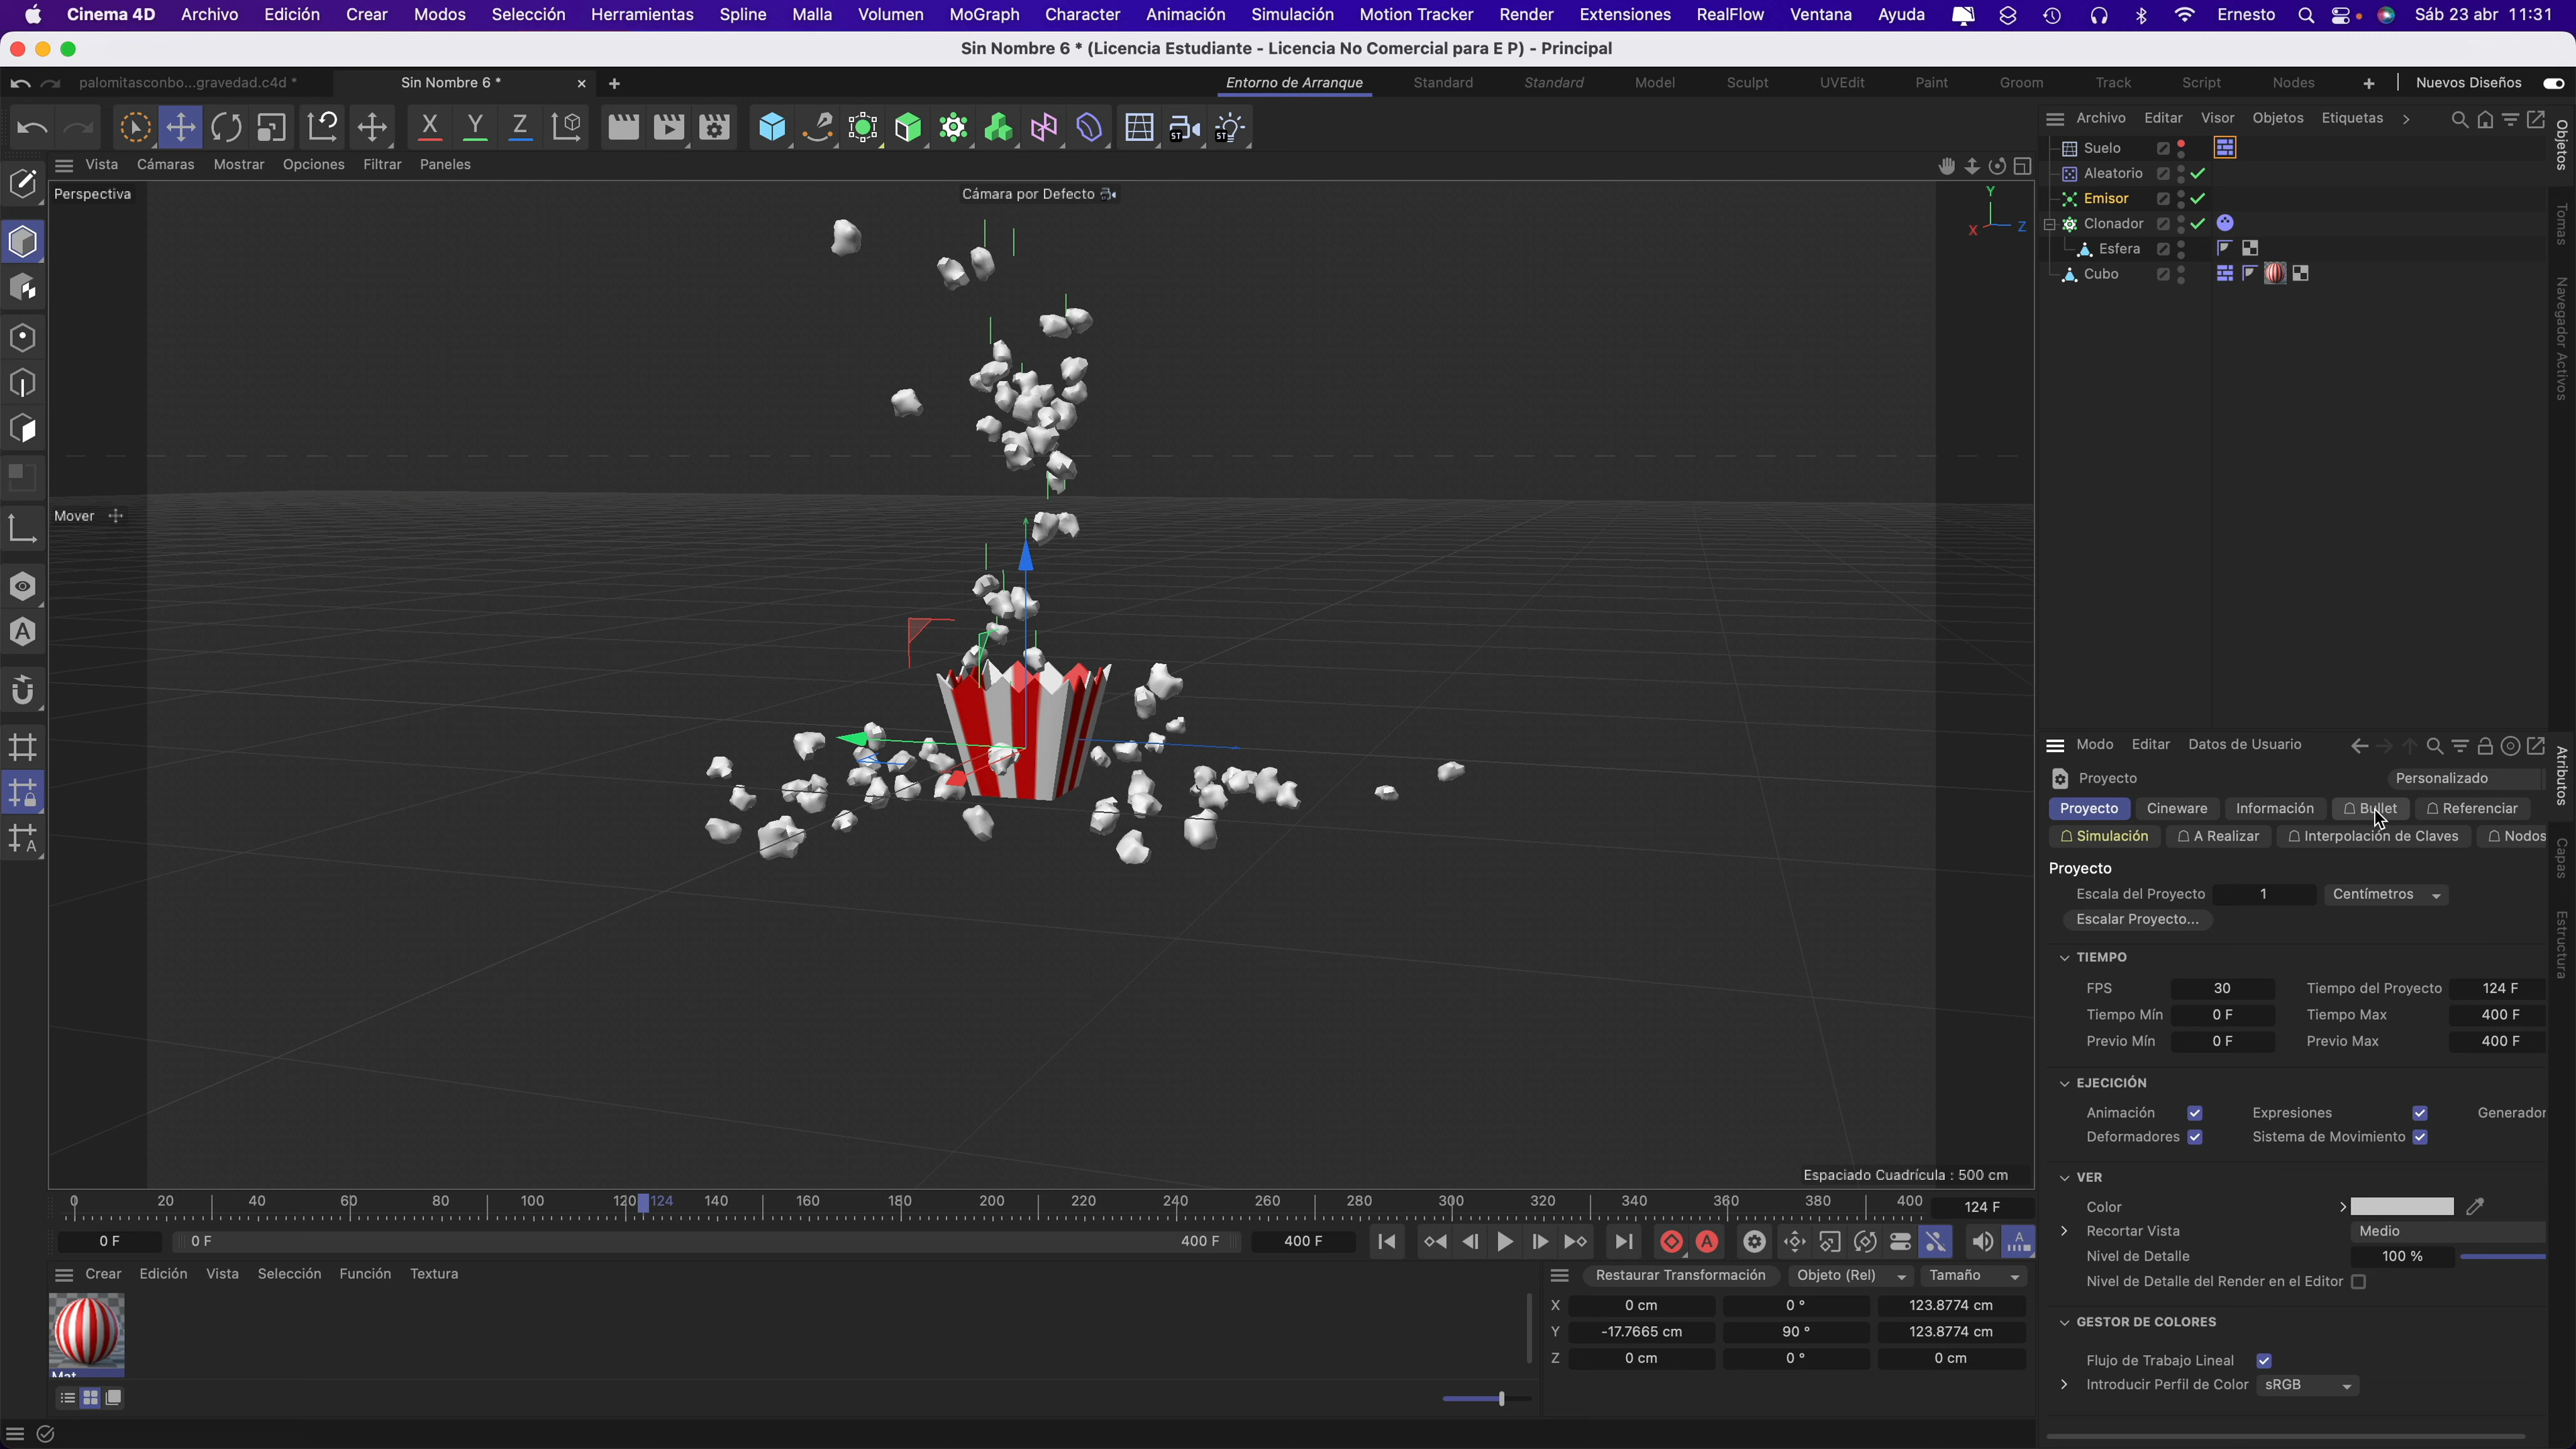 Cinema 4D Archivo Edición Crear Modos Selección Herramientas Spline Malla Volumen MoGraph Character Animación Simulación Motion Tracker Render Extensiones RealFlow Ventana Ayuda Ernesto Sáb 23 abr 11:31
Sin Nombre 6 * (Licencia Estudiante - Licencia No Comercial para E P) - Principal
palomitasconbo...gravedad.c4d * Sin Nombre 6 * Entorno de Arranque Standard Standard Model Sculpt UVEdit Paint Groom Track Script Nodes Nuevos Diseños
X Y Z ST ST
Archivo Editar Visor Objetos Etiquetas
Vista Cámaras Mostrar Opciones Filtrar Paneles
Perspectiva Cámara por Defecto
Y X Z
Suelo
Aleatorio
Emisor
Clonador
Esfera
Cubo
Objetos
Tomas
Navegador Activos
Mover
Espaciado Cuadrícula : 500 cm
Modo Editar Datos de Usuario
Proyecto Personalizado
Proyecto Cineware Información Bullet Referenciar
Simulación A Realizar Interpolación de Claves Nodos
Atributos
Capas
Estructura
Proyecto
Escala del Proyecto 1 Centímetros
Escalar Proyecto...
TIEMPO
FPS 30 Tiempo del Proyecto 124 F
Tiempo Mín 0 F Tiempo Max 400 F
Previo Mín 0 F Previo Max 400 F
EJECICIÓN
Animación Expresiones Generador
Deformadores Sistema de Movimiento
VER
Color
Recortar Vista Medio
Nivel de Detalle 100 %
Nivel de Detalle del Render en el Editor
GESTOR DE COLORES
Flujo de Trabajo Lineal
Introducir Perfil de Color sRGB
0 20 40 60 80 100 120 124 140 160 180 200 220 240 260 280 300 320 340 360 380 400 124 F
0 F 0 F 400 F 400 F
Crear Edición Vista Selección Función Textura
Mat
Restaurar Transformación Objeto (Rel) Tamaño
X 0 cm 0 ° 123.8774 cm
Y -17.7665 cm 90 ° 123.8774 cm
Z 0 cm 0 ° 0 cm